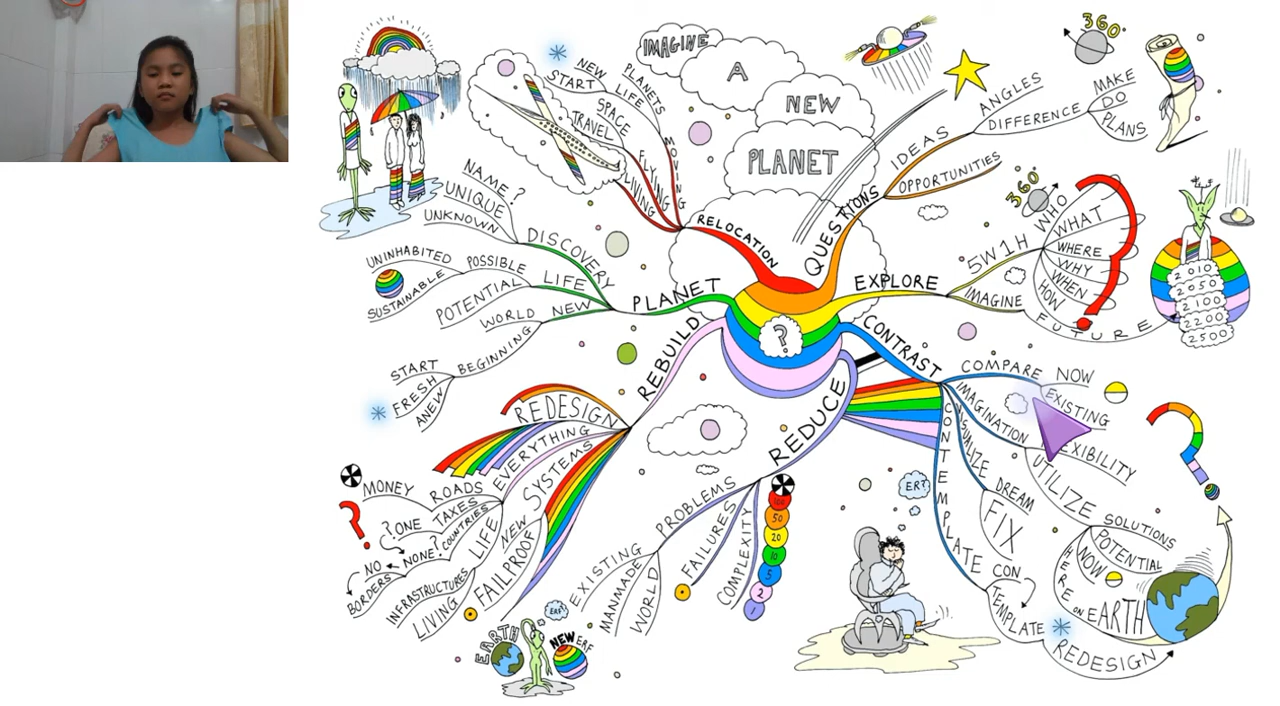 IMAGINE
A
NEW
PLANET
RELOCATION
MOVING
PLANETS
FLYING
LIFE
NEW
START
LIVING
SPACE
TRAVEL
QUESTIONS
IDEAS
ANGLES
DIFFERENCE
MAKE
DO
PLANS
360°
OPPORTUNITIES
EXPLORE
5W1H
WHO
WHAT
WHERE
WHY
WHEN
HOW
360°
IMAGINE
FUTURE
2010
2050
2100
2200
2500
PLANET
DISCOVERY
NAME?
UNIQUE
UNKNOWN
LIFE
POSSIBLE
UNINHABITED
SUSTAINABLE
POTENTIAL
NEW
WORLD
BEGINNING
START
FRESH
ANEW
?
CONTRAST
COMPARE
NOW
EXISTING
IMAGINATION
UTILIZE
SOLUTIONS
POTENTIAL
HERE
NOW
ON EARTH
VISUALIZE
DREAM
FIX
CONTEMPLATE
CON
TEMPLATE
REDESIGN
ER?
REBUILD
REDESIGN
EVERYTHING
ROADS
MONEY
TAXES
?ONE
COUNTRIES
NONE?
NO
BORDERS
LIFE
INFRASTRUCTURES
LIVING
SYSTEMS
NEW
FAILPROOF
REDUCE
PROBLEMS
EXISTING
MANMADE
WORLD
FAILURES
COMPLEXITY
100
50
20
10
5
2
1
ERF?
EARTH
NEW ERF